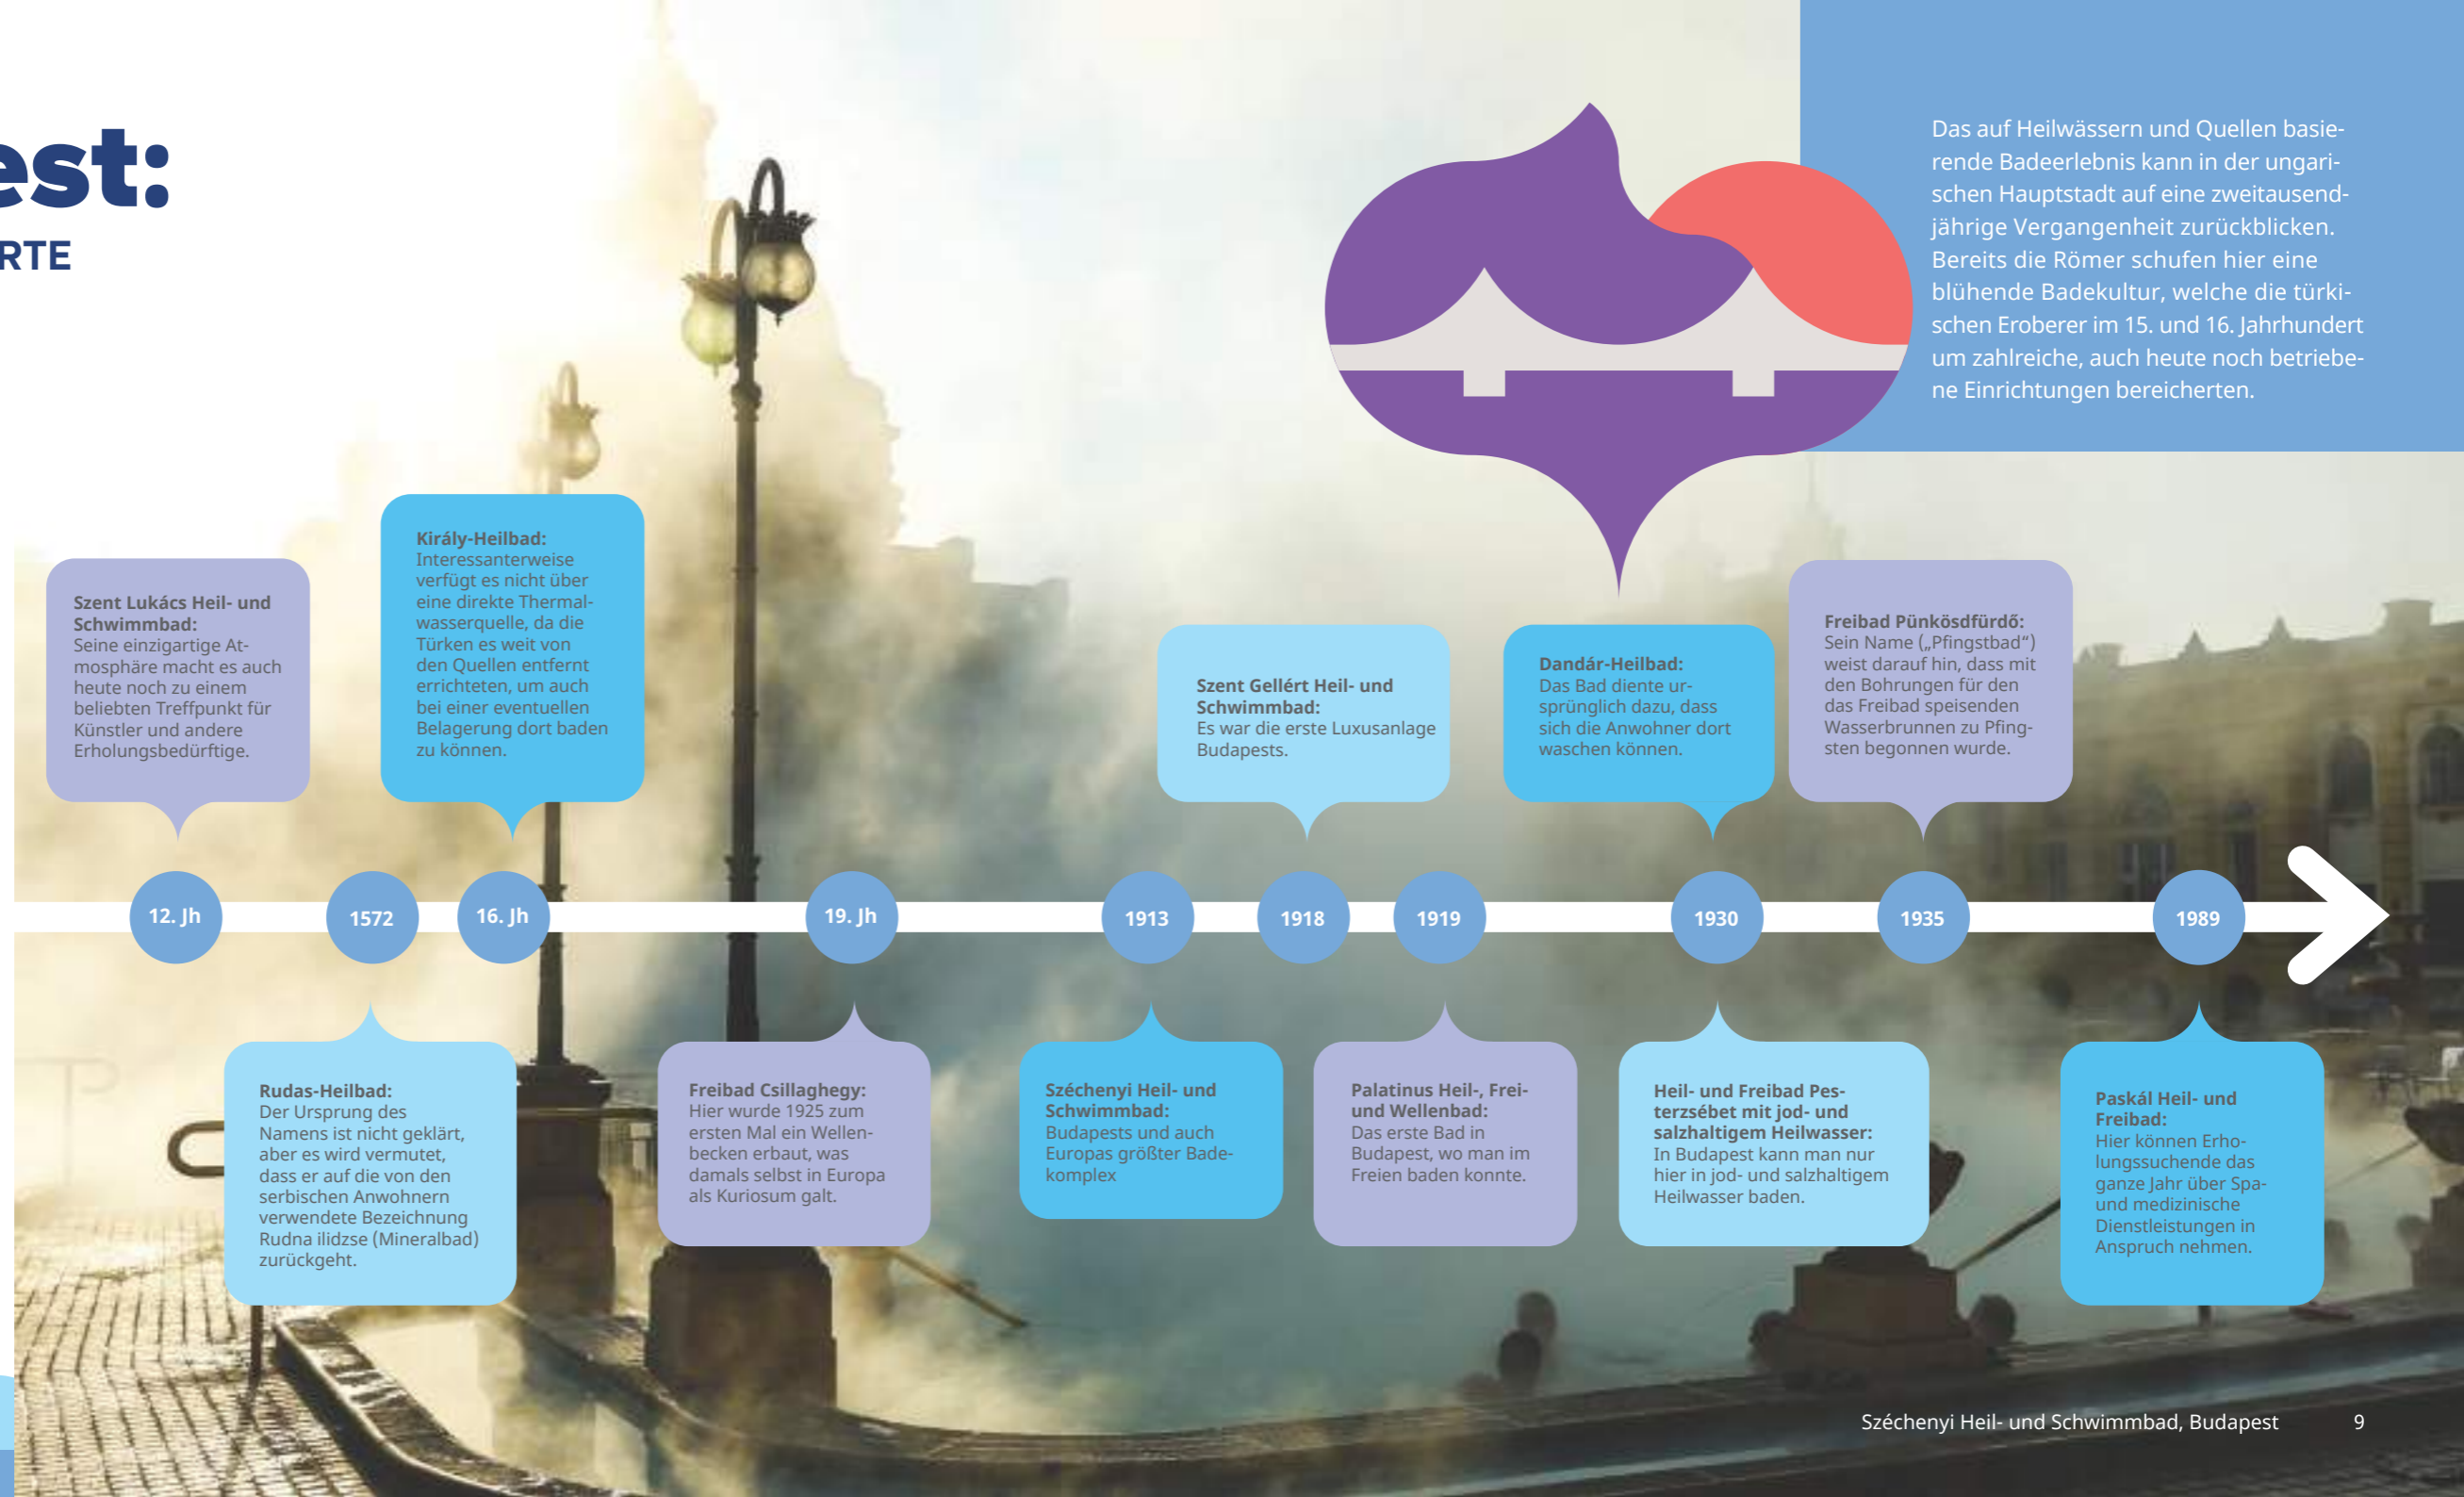 est:
RTE
Das auf Heilwässern und Quellen basie-
rende Badeerlebnis kann in der ungari-
schen Hauptstadt auf eine zweitausend-
jährige Vergangenheit zurückblicken.
Bereits die Römer schufen hier eine
blühende Badekultur, welche die türki-
schen Eroberer im 15. und 16. Jahrhundert
um zahlreiche, auch heute noch betriebe-
ne Einrichtungen bereicherten.
Szent Lukács Heil- und
Schwimmbad:
Seine einzigartige At-
mosphäre macht es auch
heute noch zu einem
beliebten Treffpunkt für
Künstler und andere
Erholungsbedürftige.
Király-Heilbad:
Interessanterweise
verfügt es nicht über
eine direkte Thermal-
wasserquelle, da die
Türken es weit von
den Quellen entfernt
errichteten, um auch
bei einer eventuellen
Belagerung dort baden
zu können.
Szent Gellért Heil- und
Schwimmbad:
Es war die erste Luxusanlage
Budapests.
Dandár-Heilbad:
Das Bad diente ur-
sprünglich dazu, dass
sich die Anwohner dort
waschen können.
Freibad Pünkösdfürdő:
Sein Name („Pfingstbad“)
weist darauf hin, dass mit
den Bohrungen für den
das Freibad speisenden
Wasserbrunnen zu Pfing-
sten begonnen wurde.
12. Jh
1572
16. Jh
19. Jh
1913
1918
1919
1930
1935
1989
Rudas-Heilbad:
Der Ursprung des
Namens ist nicht geklärt,
aber es wird vermutet,
dass er auf die von den
serbischen Anwohnern
verwendete Bezeichnung
Rudna ilidzse (Mineralbad)
zurückgeht.
Freibad Csillaghegy:
Hier wurde 1925 zum
ersten Mal ein Wellen-
becken erbaut, was
damals selbst in Europa
als Kuriosum galt.
Széchenyi Heil- und
Schwimmbad:
Budapests und auch
Europas größter Bade-
komplex
Palatinus Heil-, Frei-
und Wellenbad:
Das erste Bad in
Budapest, wo man im
Freien baden konnte.
Heil- und Freibad Pes-
terzsébet mit jod- und
salzhaltigem Heilwasser:
In Budapest kann man nur
hier in jod- und salzhaltigem
Heilwasser baden.
Paskál Heil- und
Freibad:
Hier können Erho-
lungssuchende das
ganze Jahr über Spa-
und medizinische
Dienstleistungen in
Anspruch nehmen.
Széchenyi Heil- und Schwimmbad, Budapest 9